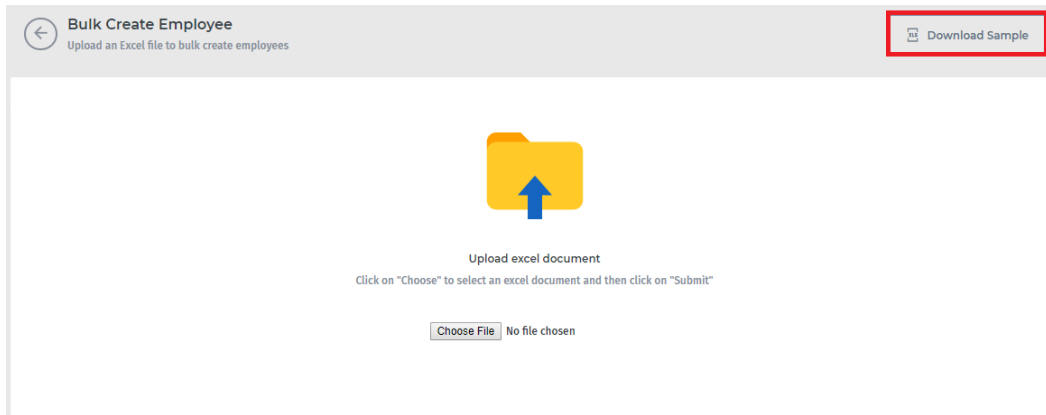 Bulk Create Employee
Upload an Excel file to bulk create employees
XLS Download Sample
Upload excel document
Click on "Choose" to select an excel document and then click on "Submit"
Choose File No file chosen